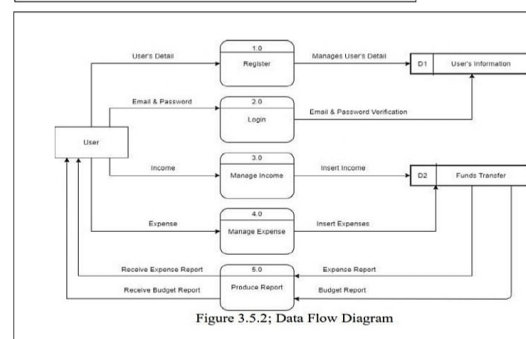 1.0
User's Detail
Manages User's Detail
Register
D1
User's Information
2.0
Email & Password
Login
Email & Password Verification
User
3.0
Income
Insert Income
Manage Income
D2
Funds Transfer
4.0
Expense
Insert Expenses
Manage Expense
5.0
Receive Expense Report
Expense Report
Produce Report
Receive Budget Report
Budget Report
Figure 3.5.2; Data Flow Diagram